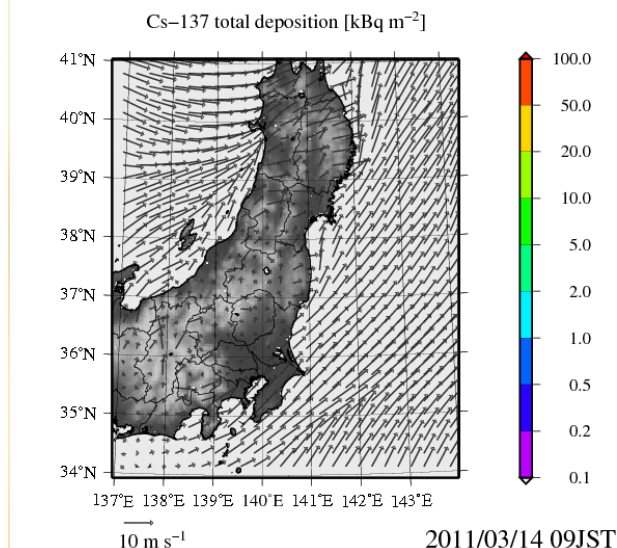 Cs−137 total deposition [kBq m⁻²]
41°N
40°N
39°N
38°N
37°N
36°N
35°N
34°N
137°E 138°E 139°E 140°E 141°E 142°E 143°E
10 m s⁻¹
100.0
50.0
20.0
10.0
5.0
2.0
1.0
0.5
0.2
0.1
2011/03/14 09JST